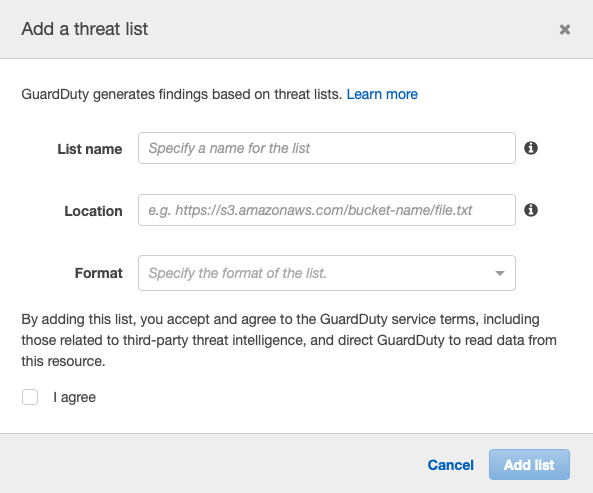 Add a threat list
GuardDuty generates findings based on threat lists. Learn more
List name
Specify a name for the list
Location
e.g. https://s3.amazonaws.com/bucket-name/file.txt
Format
Specify the format of the list.
By adding this list, you accept and agree to the GuardDuty service terms, including
those related to third-party threat intelligence, and direct GuardDuty to read data from
this resource.
I agree
Cancel
Add list